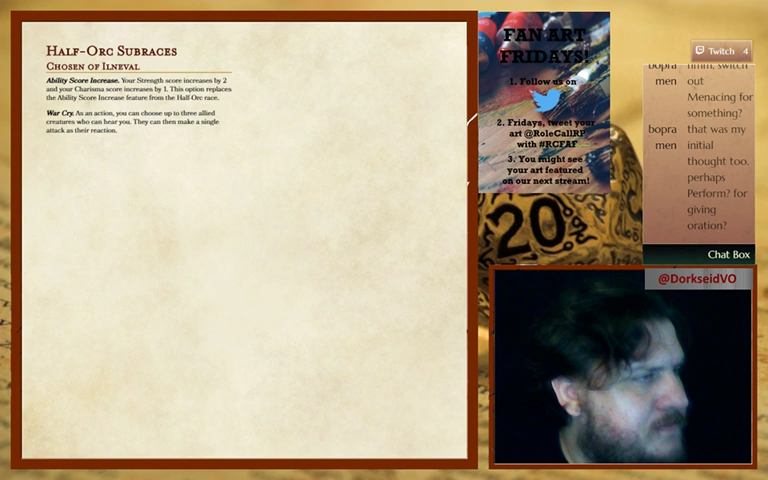 Half-Orc Subraces
Chosen of Ilneval
Ability Score Increase. Your Strength score increases by 2
and your Charisma score increases by 1. This option replaces
the Ability Score Increase feature from the Half-Orc race.
War Cry. As an action, you can choose up to three allied
creatures who can hear you. They can then make a single
attack as their reaction.
FAN ART
FRIDAYS!
1. Follow us on
2. Fridays, tweet your
art @RoleCallRP
with #RCFAF
3. You might see
your art featured
on our next stream!
20
Twitch 4
bopra hmm, switch
men out
Menacing for
something?
bopra that was my
men initial
thought too.
perhaps
Perform? for
giving
oration?
Chat Box
@DorkseidVO